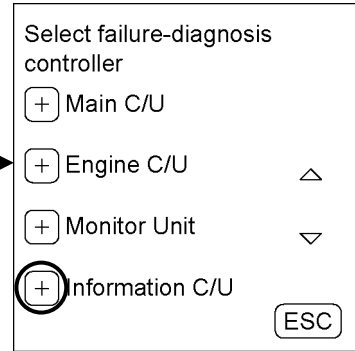 Select failure-diagnosis
controller
+ Main C/U
+ Engine C/U
+ Monitor Unit
+ Information C/U
ESC